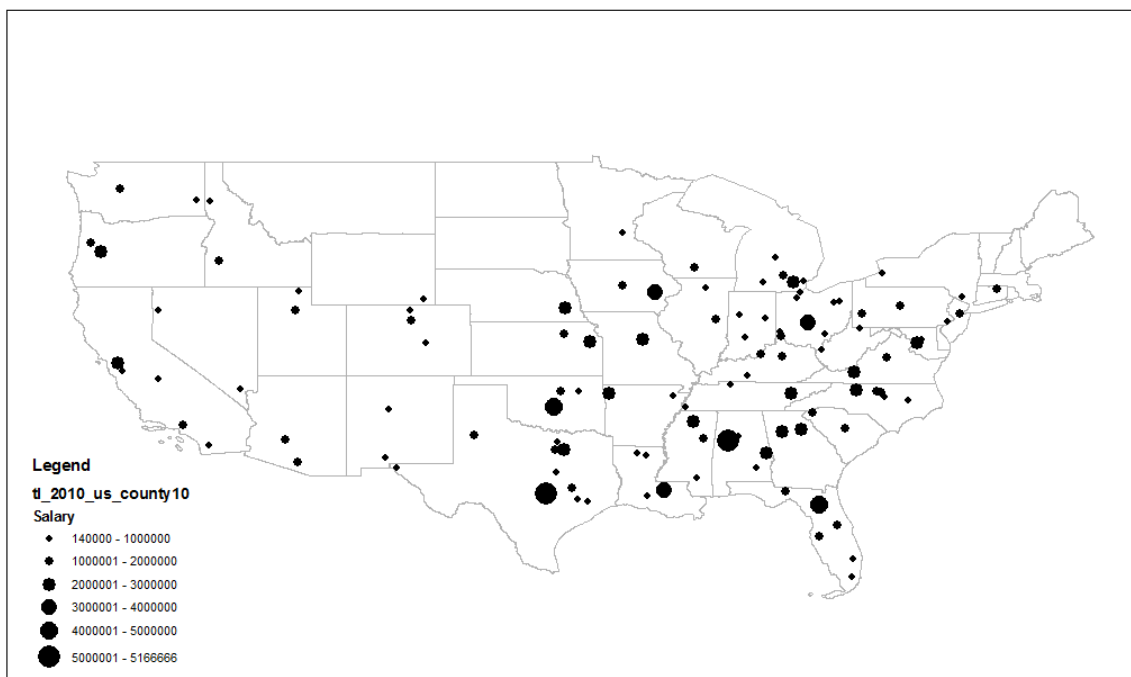 Legend
tl_2010_us_county10
Salary
140000 - 1000000
1000001 - 2000000
2000001 - 3000000
3000001 - 4000000
4000001 - 5000000
5000001 - 5166666